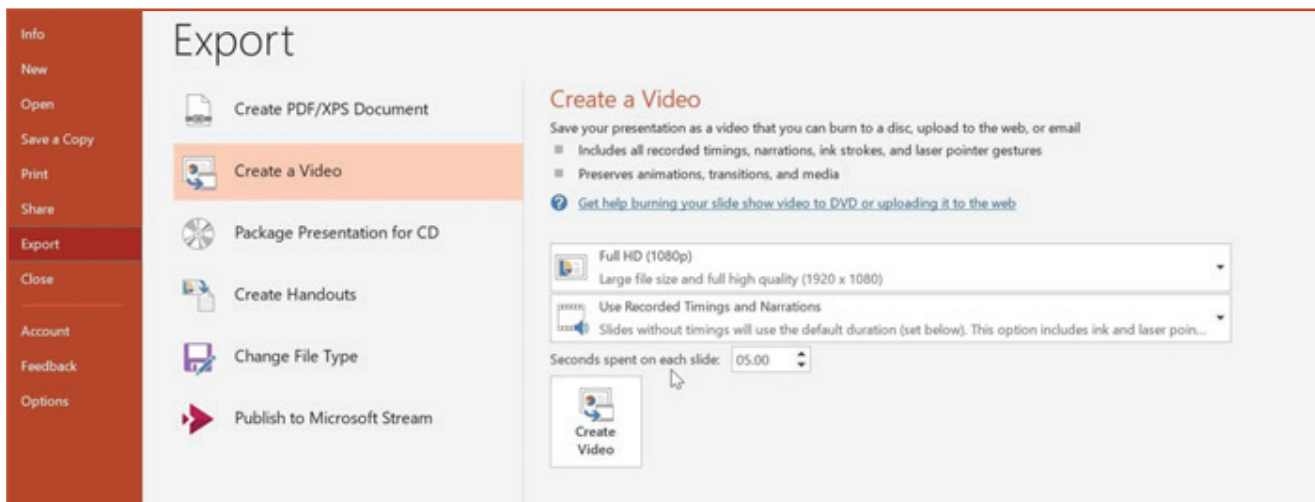 Info
New
Open
Save a Copy
Print
Share
Export
Close
Account
Feedback
Options
Export
Create PDF/XPS Document
Create a Video
Package Presentation for CD
Create Handouts
Change File Type
Publish to Microsoft Stream
Create a Video
Save your presentation as a video that you can burn to a disc, upload to the web, or email
Includes all recorded timings, narrations, ink strokes, and laser pointer gestures
Preserves animations, transitions, and media
Get help burning your slide show video to DVD or uploading it to the web
Full HD (1080p)
Large file size and full high quality (1920 x 1080)
Use Recorded Timings and Narrations
Slides without timings will use the default duration (set below). This option includes ink and laser poin...
Seconds spent on each slide: 05.00
Create
Video